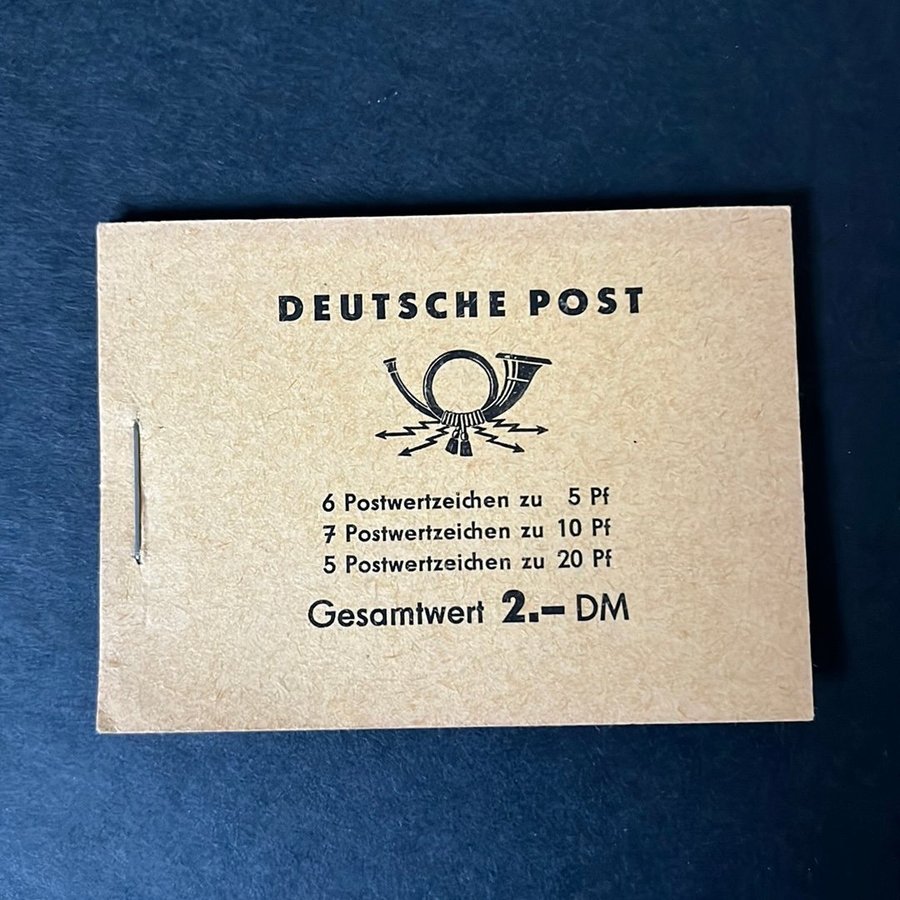 DEUTSCHE POST
6 Postwertzeichen zu 5 Pf
7 Postwertzeichen zu 10 Pf
5 Postwertzeichen zu 20 Pf
Gesamtwert 2.– DM